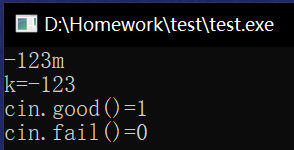 D:\Homework\test\test.exe
-123m
k=-123
cin.good()=1
cin.fail()=0